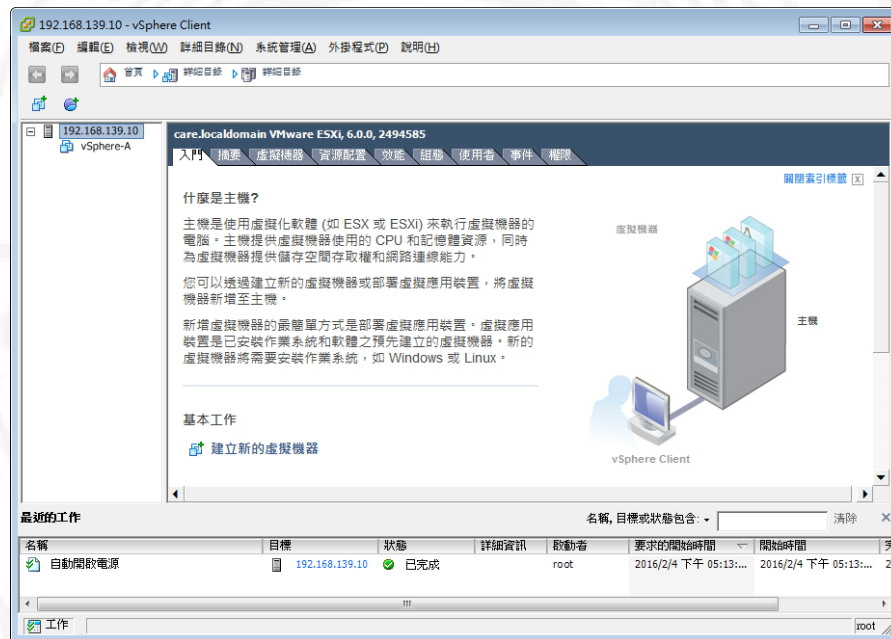 192.168.139.10 - vSphere Client
檔案(F) 編輯(E) 檢視(W) 詳細目錄(N) 系統管理(A) 外掛程式(P) 說明(H)
首頁 詳細目錄 詳細目錄
192.168.139.10
vSphere-A
care.localdomain VMware ESXi, 6.0.0, 2494585
入門 摘要 虛擬機器 資源配置 效能 組態 使用者 事件 權限
關閉索引標籤 X
什麼是主機?
主機是使用虛擬化軟體 (如 ESX 或 ESXi) 來執行虛擬機器的
電腦。主機提供虛擬機器使用的 CPU 和記憶體資源，同時
為虛擬機器提供儲存空間存取權和網路連線能力。
您可以透過建立新的虛擬機器或部署虛擬應用裝置，將虛擬
機器新增至主機。
新增虛擬機器的最簡單方式是部署虛擬應用裝置。虛擬應用
裝置是已安裝作業系統和軟體之預先建立的虛擬機器。新的
虛擬機器將需要安裝作業系統，如 Windows 或 Linux。
基本工作
建立新的虛擬機器
虛擬機器
主機
vSphere Client
最近的工作 名稱, 目標或狀態包含: 清除
名稱 目標 狀態 詳細資訊 啟動者 要求的開始時間 開始時間
自動開啟電源 192.168.139.10 已完成 root 2016/2/4 下午 05:13:... 2016/2/4 下午 05:13:... 2
工作 root